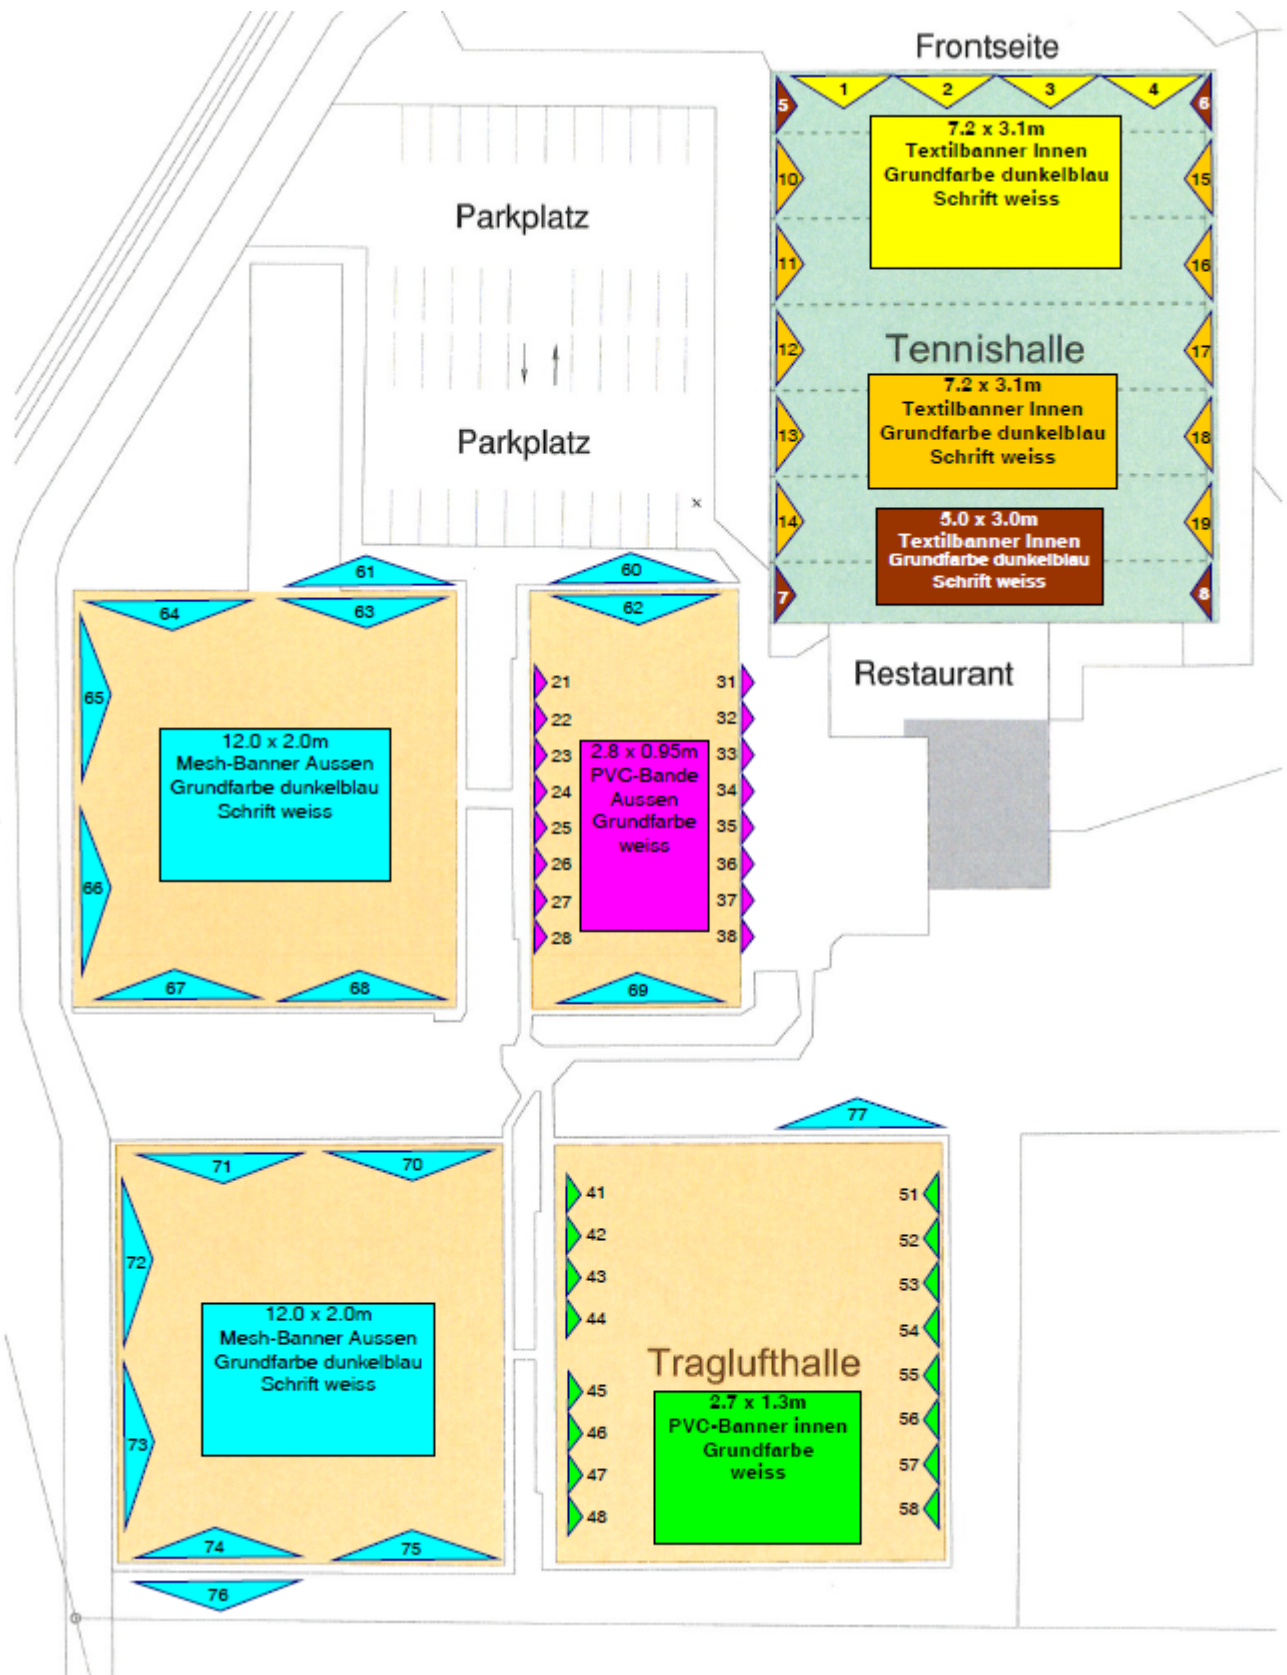 Frontseite
1 2 3 4
5 6
7.2 x 3.1m
Textilbanner Innen
Grundfarbe dunkelblau
Schrift weiss
10 15
11 16
Parkplatz
Tennishalle
12 17
7.2 x 3.1m
Textilbanner Innen
Grundfarbe dunkelblau
Schrift weiss
13 18
Parkplatz
14 19
5.0 x 3.0m
Textilbanner Innen
Grundfarbe dunkelblau
Schrift weiss
7 8
Restaurant
61 60
64 63 62
65
66
12.0 x 2.0m
Mesh-Banner Aussen
Grundfarbe dunkelblau
Schrift weiss
67 68
21 31
22 32
23 33
24 34
25 35
26 36
27 37
28 38
2.8 x 0.95m
PVC-Bande
Aussen
Grundfarbe
weiss
69
77
71 70
72
73
12.0 x 2.0m
Mesh-Banner Aussen
Grundfarbe dunkelblau
Schrift weiss
74 75
76
41 51
42 52
43 53
44 54
45 55
46 56
47 57
48 58
Traglufthalle
2.7 x 1.3m
PVC-Banner innen
Grundfarbe
weiss